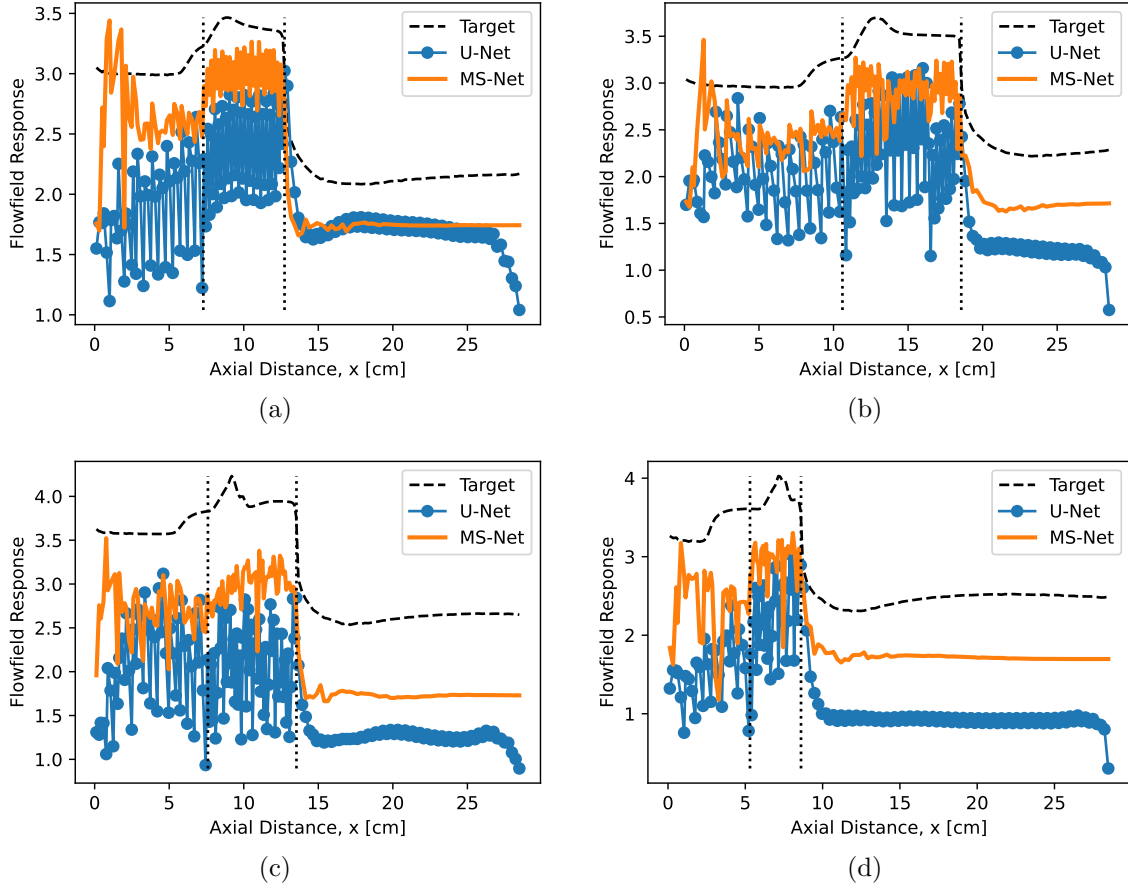 3.5
3.0
2.5
2.0
1.5
1.0
Flowfield Response
0 5 10 15 20 25
Axial Distance, x [cm]
Target
U-Net
MS-Net
(a)
3.5
3.0
2.5
2.0
1.5
1.0
0.5
Flowfield Response
0 5 10 15 20 25
Axial Distance, x [cm]
Target
U-Net
MS-Net
(b)
4.0
3.5
3.0
2.5
2.0
1.5
1.0
Flowfield Response
0 5 10 15 20 25
Axial Distance, x [cm]
Target
U-Net
MS-Net
(c)
4
3
2
1
Flowfield Response
0 5 10 15 20 25
Axial Distance, x [cm]
Target
U-Net
MS-Net
(d)